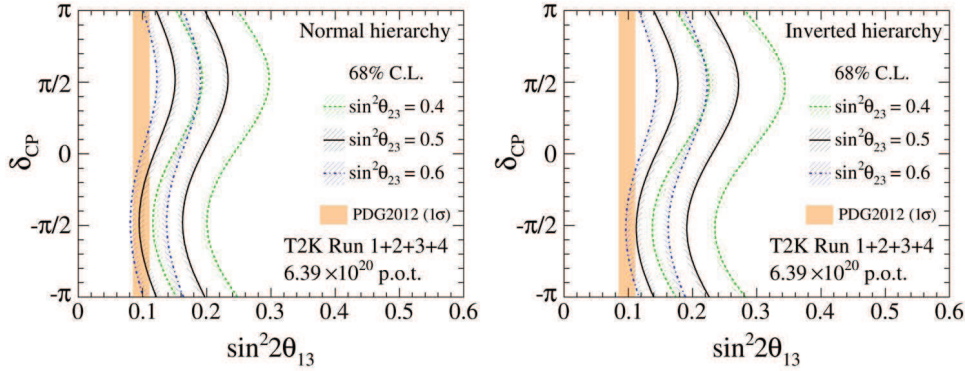 π
π/2
0
-π/2
-π
δCP
Normal hierarchy
68% C.L.
sin²θ₂₃ = 0.4
sin²θ₂₃ = 0.5
sin²θ₂₃ = 0.6
PDG2012 (1σ)
T2K Run 1+2+3+4
6.39 ×10²⁰ p.o.t.
0 0.1 0.2 0.3 0.4 0.5 0.6
sin²2θ₁₃
π
π/2
0
-π/2
-π
δCP
Inverted hierarchy
68% C.L.
sin²θ₂₃ = 0.4
sin²θ₂₃ = 0.5
sin²θ₂₃ = 0.6
PDG2012 (1σ)
T2K Run 1+2+3+4
6.39 ×10²⁰ p.o.t.
0 0.1 0.2 0.3 0.4 0.5 0.6
sin²2θ₁₃